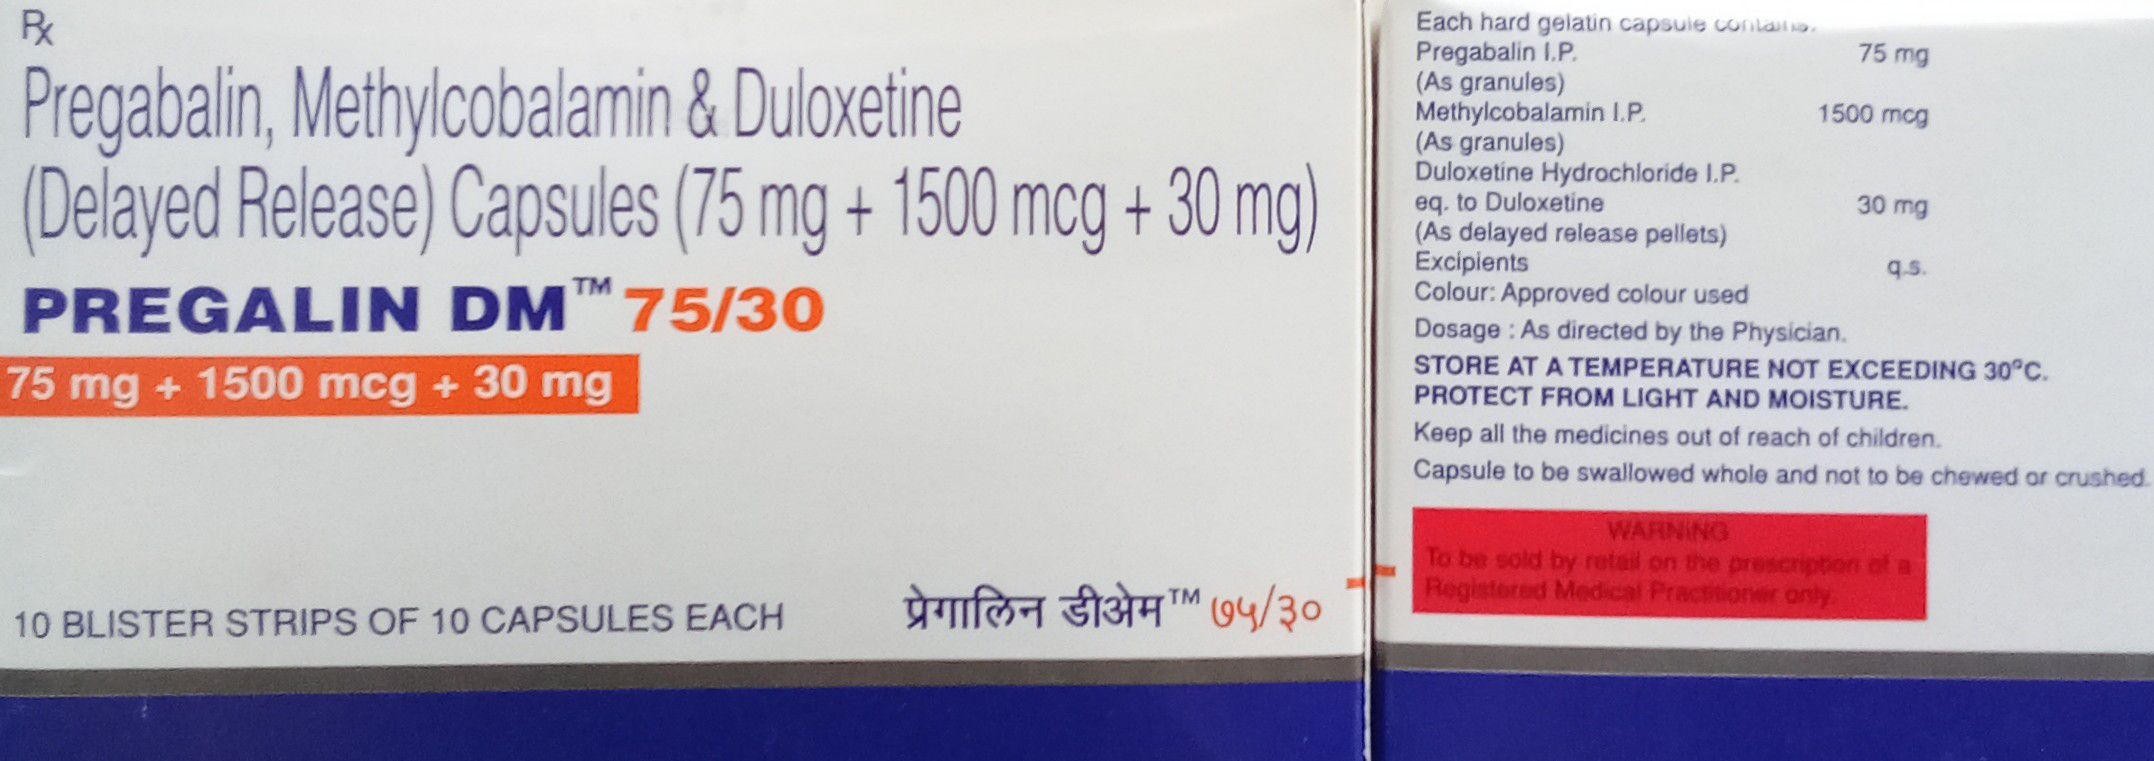 Rx
Pregabalin, Methylcobalamin & Duloxetine
(Delayed Release) Capsules (75 mg + 1500 mcg + 30 mg)
PREGALIN DM™ 75/30
75 mg + 1500 mcg + 30 mg
10 BLISTER STRIPS OF 10 CAPSULES EACH
प्रेगालिन डीअेम™ ७५/३०
Each hard gelatin capsule contains:
Pregabalin I.P. 75 mg
(As granules)
Methylcobalamin I.P. 1500 mcg
(As granules)
Duloxetine Hydrochloride I.P.
eq. to Duloxetine 30 mg
(As delayed release pellets)
Excipients q.s.
Colour: Approved colour used
Dosage : As directed by the Physician.
STORE AT A TEMPERATURE NOT EXCEEDING 30°C.
PROTECT FROM LIGHT AND MOISTURE.
Keep all the medicines out of reach of children.
Capsule to be swallowed whole and not to be chewed or crushed.
WARNING
To be sold by retail on the prescription of a
Registered Medical Practitioner only.